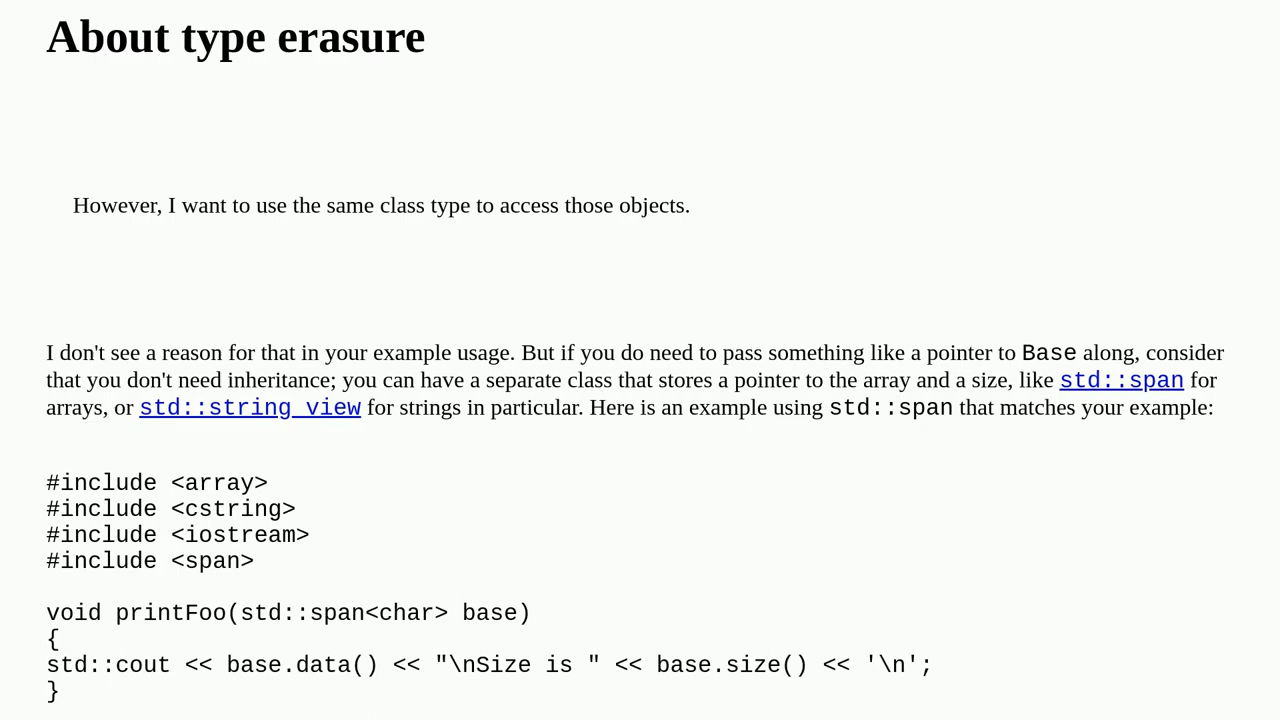 About type erasure
However, I want to use the same class type to access those objects.
I don't see a reason for that in your example usage. But if you do need to pass something like a pointer to Base along, consider
that you don't need inheritance; you can have a separate class that stores a pointer to the array and a size, like std::span for
arrays, or std::string_view for strings in particular. Here is an example using std::span that matches your example:
#include <array>
#include <cstring>
#include <iostream>
#include <span>
void printFoo(std::span<char> base)
{
std::cout << base.data() << "\nSize is " << base.size() << '\n';
}